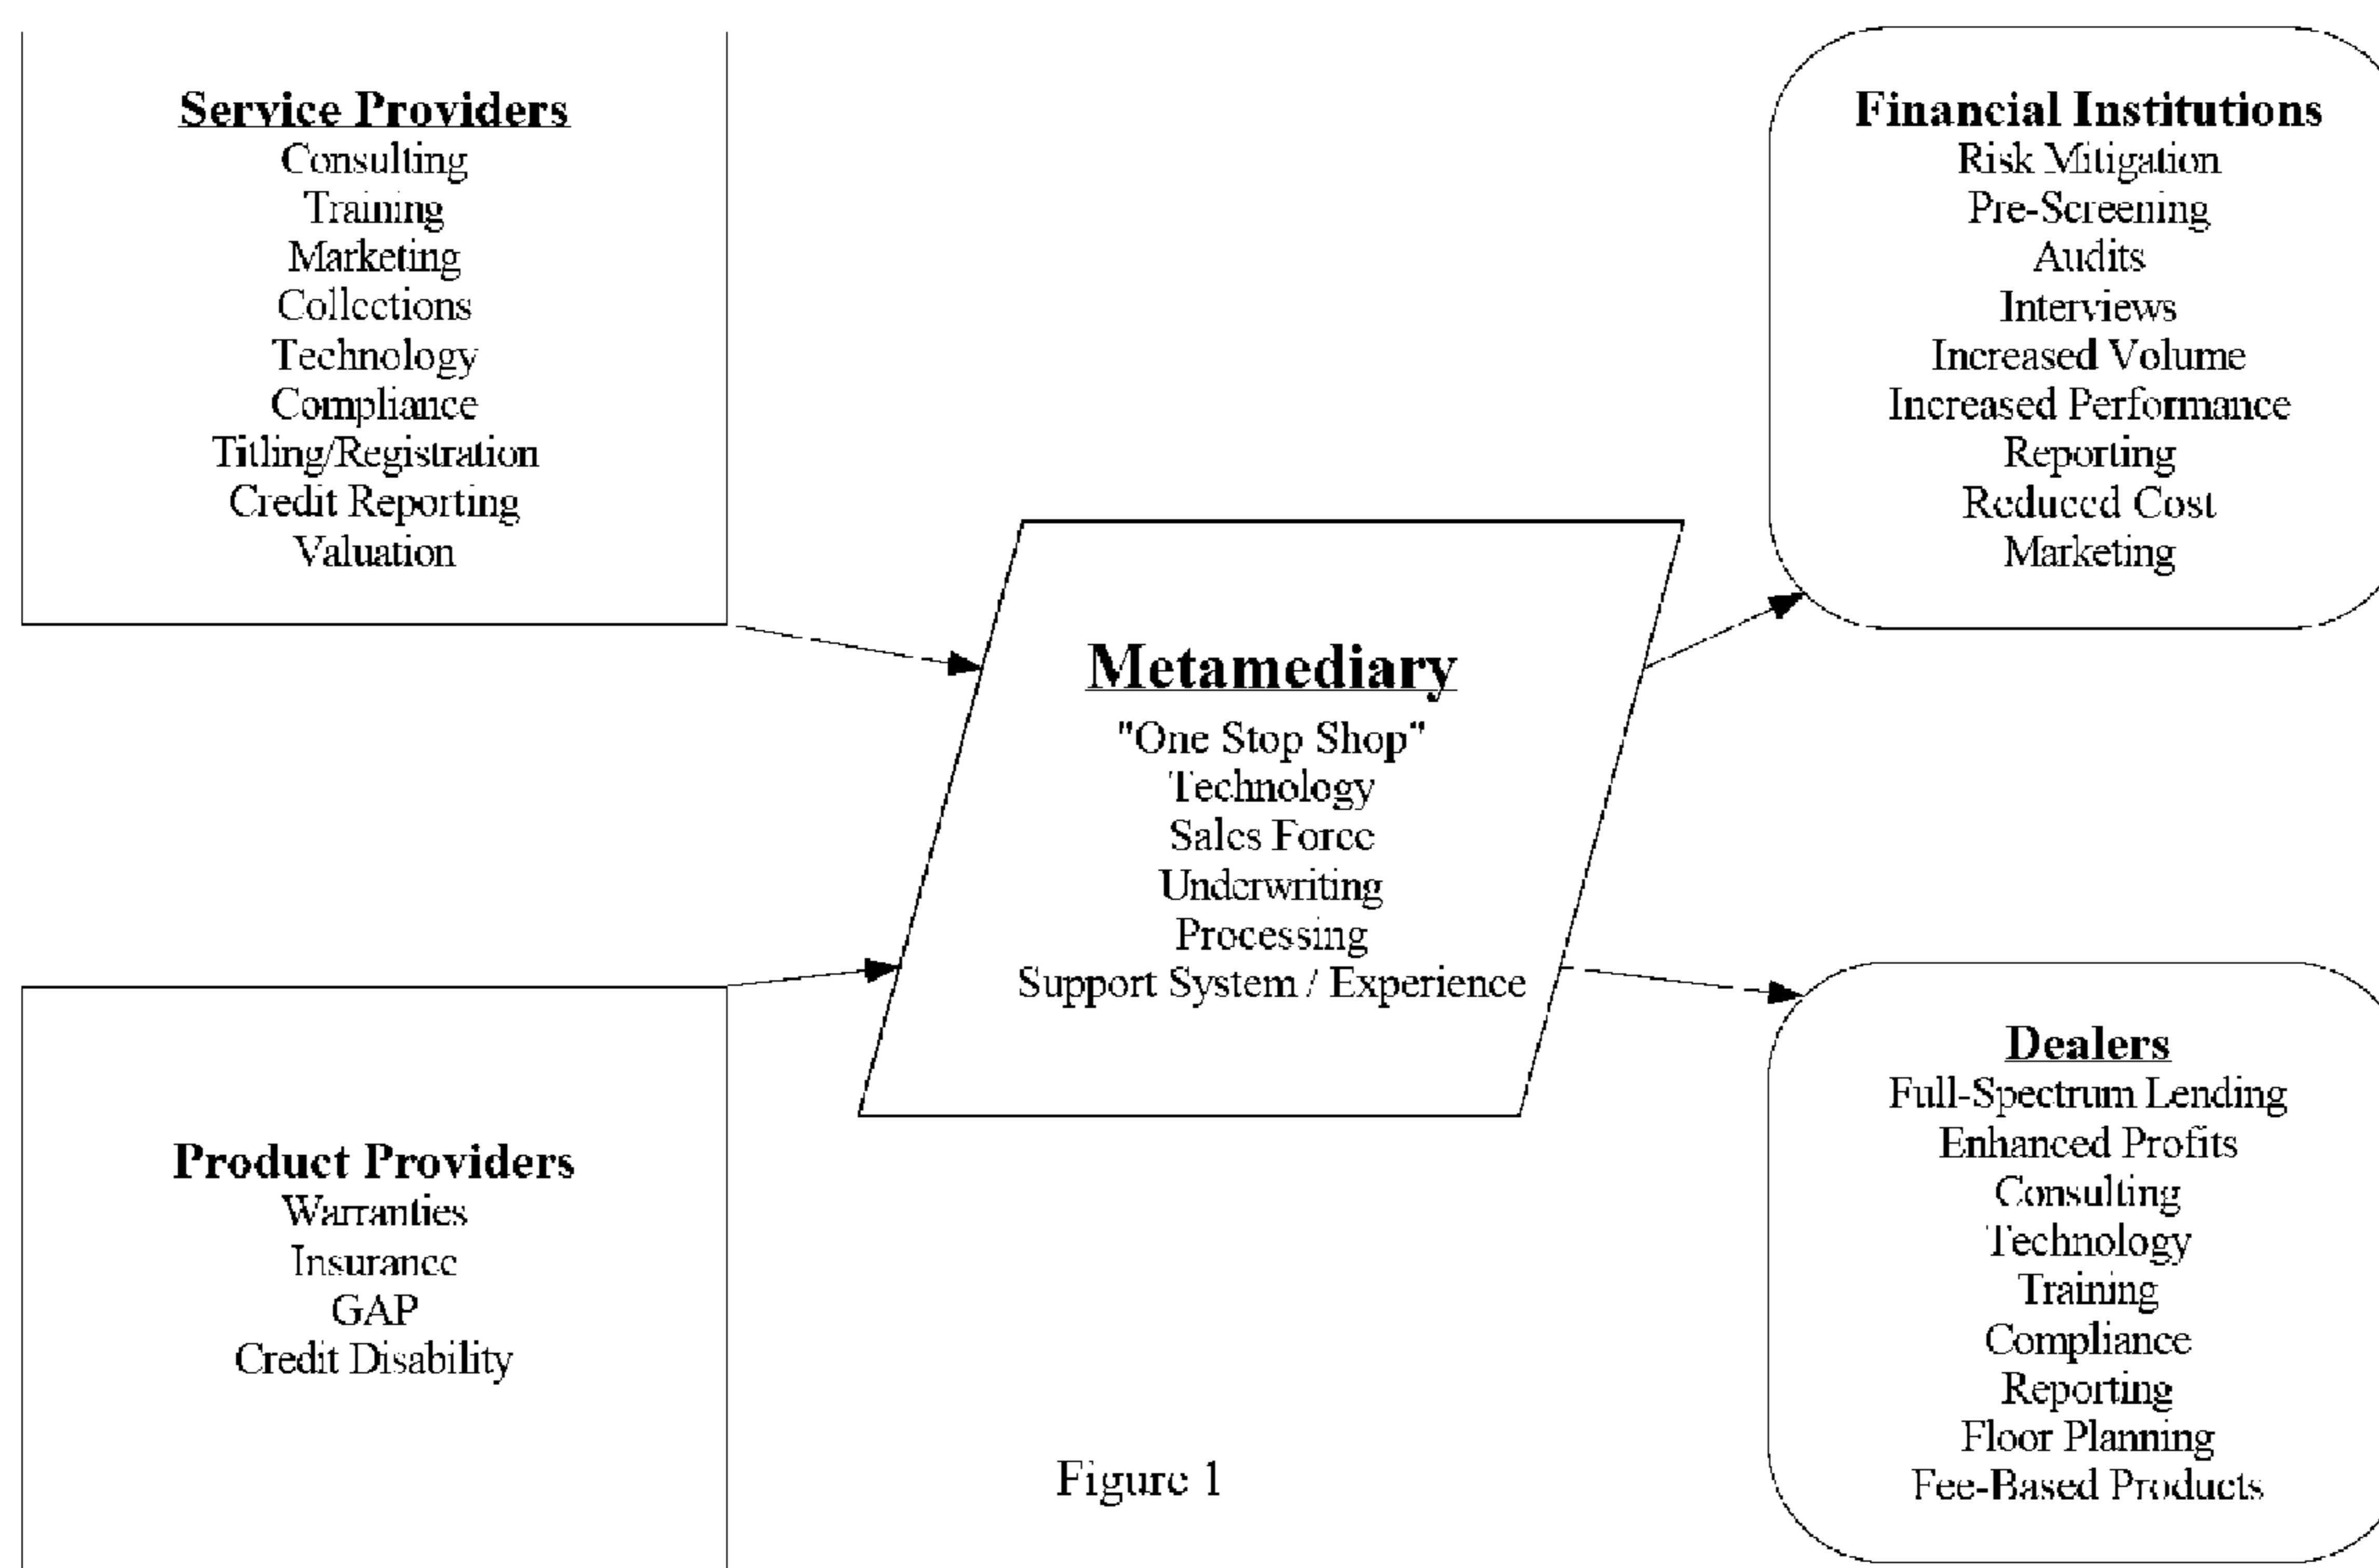 Service Providers
Consulting
Training
Marketing
Collections
Technology
Compliance
Titling/Registration
Credit Reporting
Valuation
Financial Institutions
Risk Mitigation
Pre-Screening
Audits
Interviews
Increased Volume
Increased Performance
Reporting
Reduced Cost
Marketing
Metamediary
"One Stop Shop"
Technology
Sales Force
Underwriting
Processing
Support System / Experience
Product Providers
Warranties
Insurance
GAP
Credit Disability
Dealers
Full-Spectrum Lending
Enhanced Profits
Consulting
Technology
Training
Compliance
Reporting
Floor Planning
Fee-Based Products
Figure 1